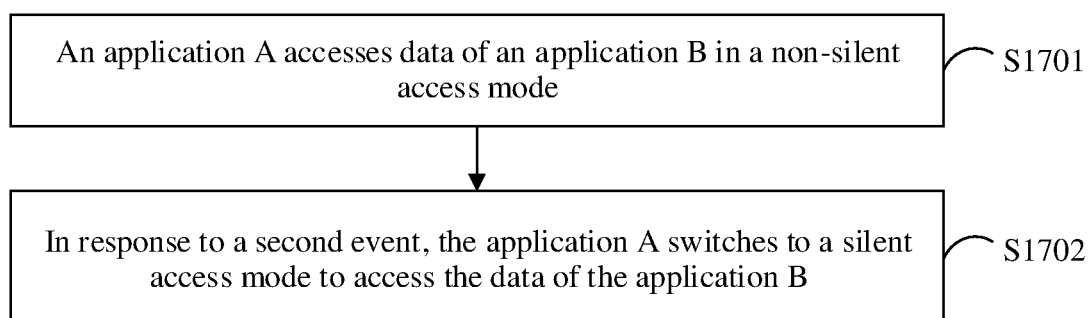 An application A accesses data of an application B in a non-silent
access mode
S1701
In response to a second event, the application A switches to a silent
access mode to access the data of the application B
S1702